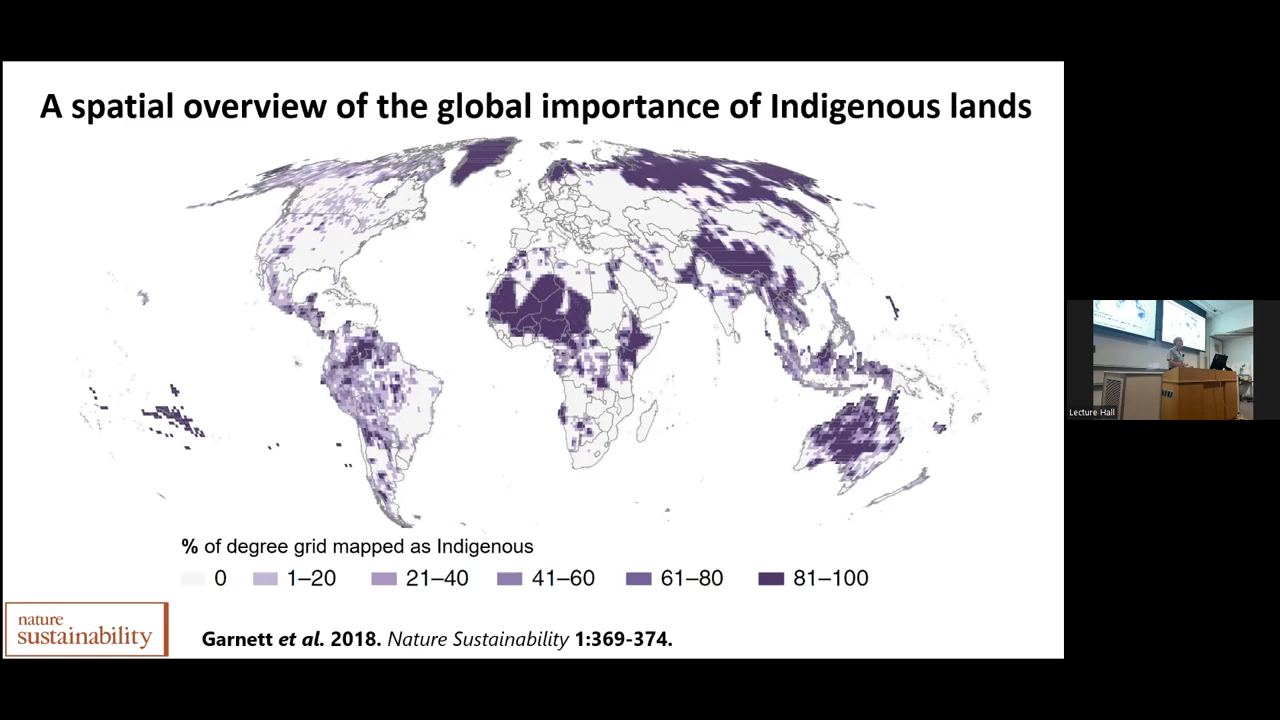 A spatial overview of the global importance of Indigenous lands
% of degree grid mapped as Indigenous
0 1–20 21–40 41–60 61–80 81–100
nature
sustainability
Garnett et al. 2018. Nature Sustainability 1:369-374.
Lecture Hall